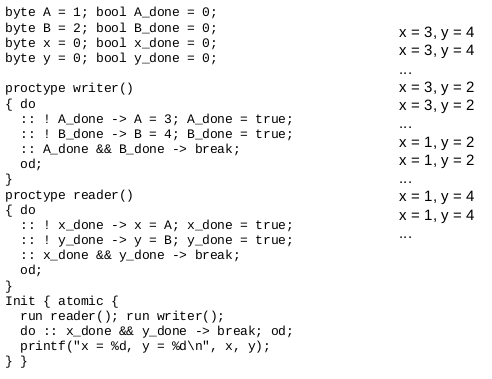 byte A = 1; bool A_done = 0;
byte B = 2; bool B_done = 0;
byte x = 0; bool x_done = 0;
byte y = 0; bool y_done = 0;

proctype writer()
{ do
  :: ! A_done -> A = 3; A_done = true;
  :: ! B_done -> B = 4; B_done = true;
  :: A_done && B_done -> break;
  od;
}
proctype reader()
{ do
  :: ! x_done -> x = A; x_done = true;
  :: ! y_done -> y = B; y_done = true;
  :: x_done && y_done -> break;
  od;
}
Init { atomic {
  run reader(); run writer();
  do :: x_done && y_done -> break; od;
  printf("x = %d, y = %d\n", x, y);
} }

x = 3, y = 4
x = 3, y = 4
...
x = 3, y = 2
x = 3, y = 2
...
x = 1, y = 2
x = 1, y = 2
...
x = 1, y = 4
x = 1, y = 4
...